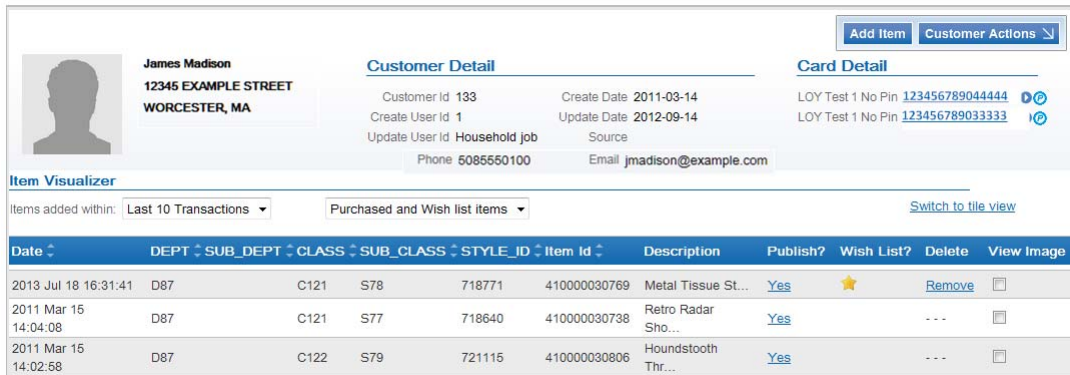 Add Item Customer Actions
James Madison
12345 EXAMPLE STREET
WORCESTER, MA
Customer Detail
Customer Id 133 Create Date 2011-03-14
Create User Id 1 Update Date 2012-09-14
Update User Id Household job Source
Phone 5085550100 Email jmadison@example.com
Card Detail
LOY Test 1 No Pin 123456789044444 P
LOY Test 1 No Pin 123456789033333 P
Item Visualizer
Items added within: Last 10 Transactions Purchased and Wish list items Switch to tile view
Date DEPT SUB_DEPT CLASS SUB_CLASS STYLE_ID Item Id Description Publish? Wish List? Delete View Image
2013 Jul 18 16:31:41 D87 C121 S78 718771 410000030769 Metal Tissue St... Yes Remove
2011 Mar 15
14:04:08 D87 C121 S77 718640 410000030738 Retro Radar
Sho... Yes - - -
2011 Mar 15
14:02:58 D87 C122 S79 721115 410000030806 Houndstooth
Thr... Yes - - -